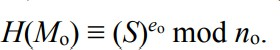 H(Mₒ) ≡ (S)^eₒ mod nₒ.